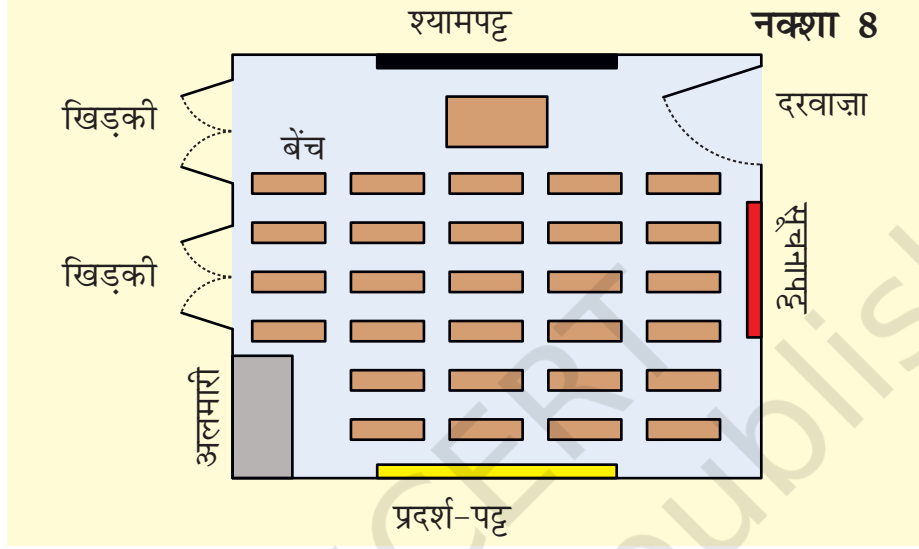 श्यामपट्ट
नक्शा 8
खिड़की
दरवाज़ा
बेंच
खिड़की
सूचनापट्ट
अलमारी
प्रदर्श-पट्ट